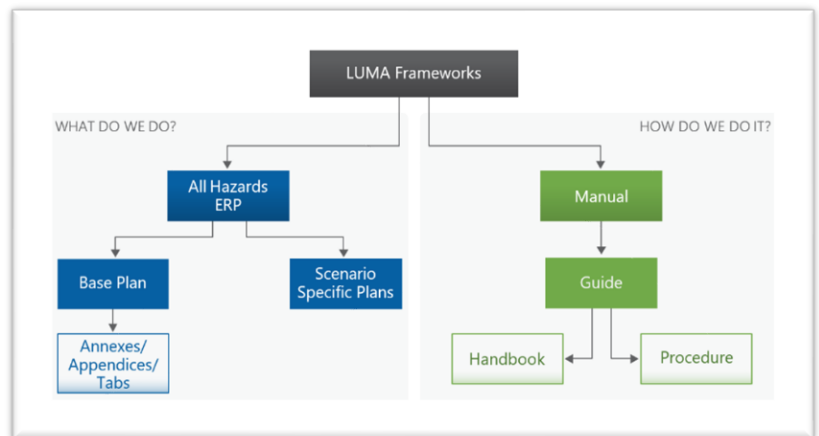 LUMA Frameworks
WHAT DO WE DO?
HOW DO WE DO IT?
All Hazards
ERP
Manual
Base Plan
Scenario
Specific Plans
Guide
Annexes/
Appendices/
Tabs
Handbook
Procedure